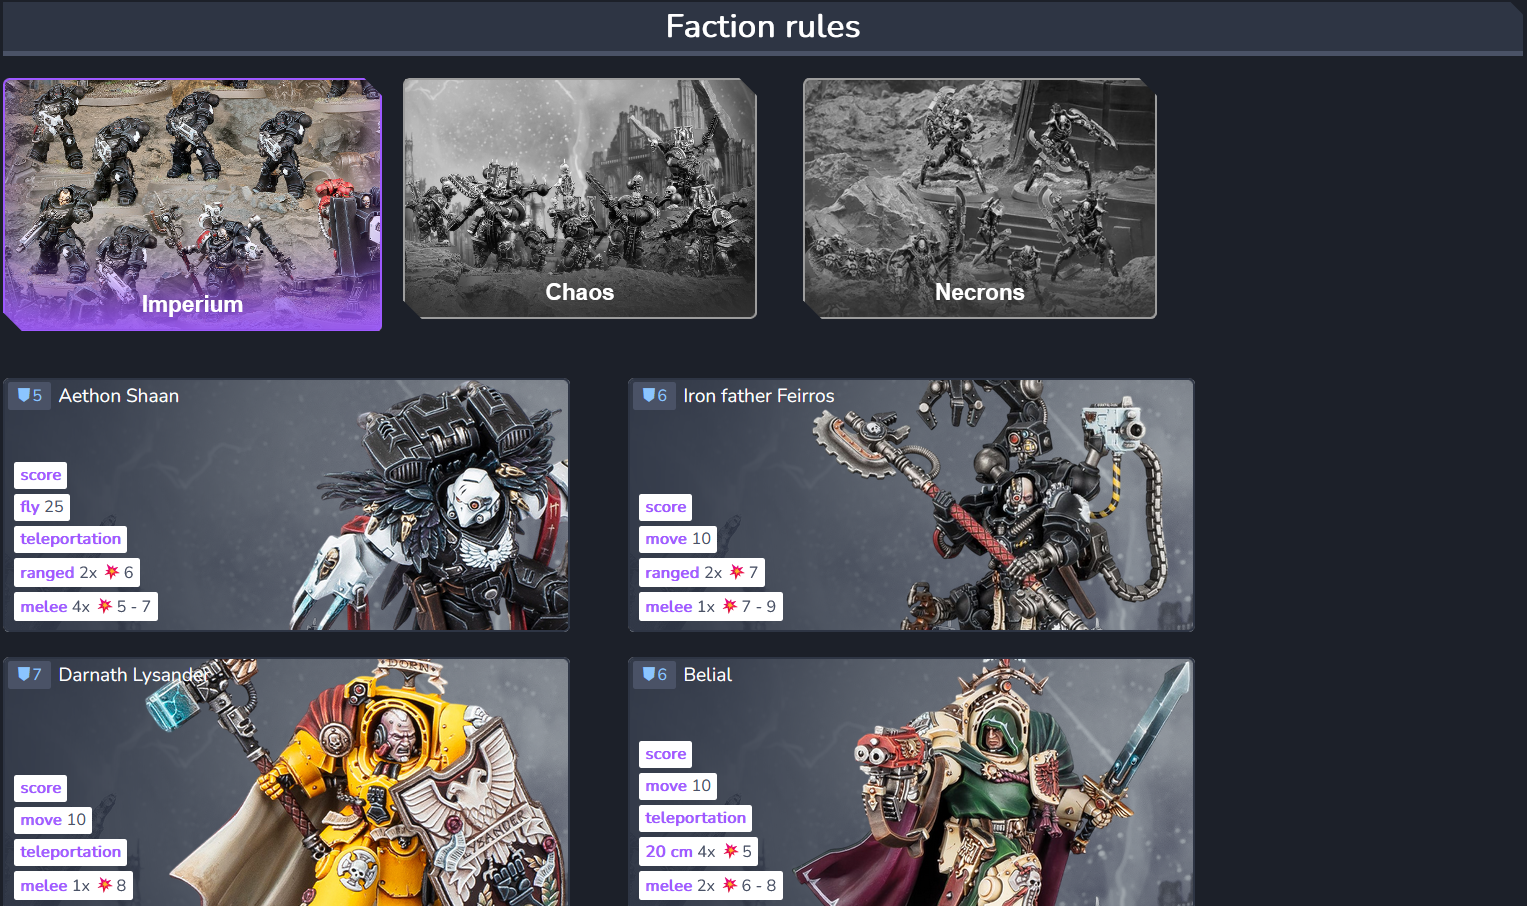 Faction rules
Imperium
Chaos
Necrons
5 Aethon Shaan
score
fly 25
teleportation
ranged 2x 6
melee 4x 5 - 7
6 Iron father Feirros
score
move 10
ranged 2x 7
melee 1x 7 - 9
7 Darnath Lysander
DORN
LYSANDER
score
move 10
teleportation
melee 1x 8
6 Belial
score
move 10
teleportation
20 cm 4x 5
melee 2x 6 - 8